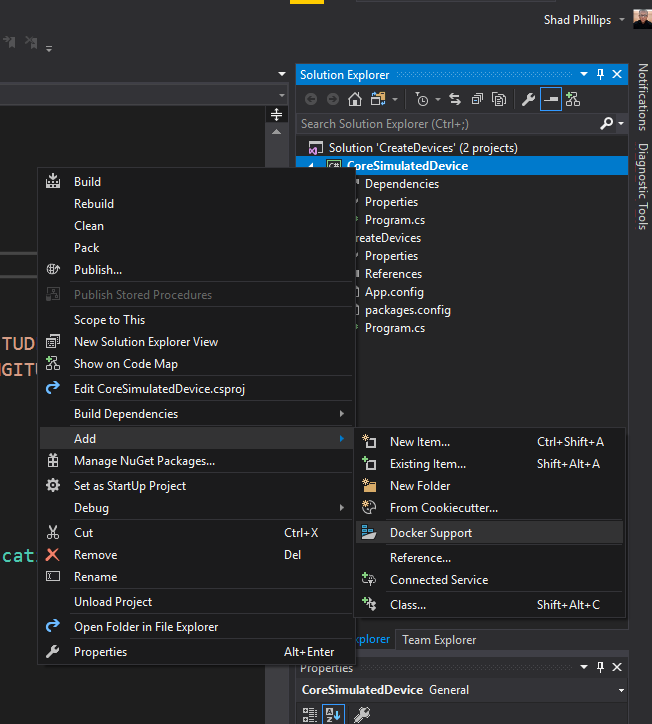 Shad Phillips
Solution Explorer
Notifications
Diagnostic Tools
Search Solution Explorer (Ctrl+;)
Solution 'CreateDevices' (2 projects)
C# CoreSimulatedDevice
Dependencies
Properties
Program.cs
reateDevices
Properties
References
App.config
packages.config
Program.cs
TUD
NGITU
cati
Build
Rebuild
Clean
Pack
Publish...
Publish Stored Procedures
Scope to This
New Solution Explorer View
Show on Code Map
Edit CoreSimulatedDevice.csproj
Build Dependencies
Add
Manage NuGet Packages...
Set as StartUp Project
Debug
Cut Ctrl+X
Remove Del
Rename
Unload Project
Open Folder in File Explorer
Properties Alt+Enter
New Item... Ctrl+Shift+A
Existing Item... Shift+Alt+A
New Folder
From Cookiecutter...
Docker Support
Reference...
Connected Service
Class... Shift+Alt+C
xplorer Team Explorer
Properties
CoreSimulatedDevice General